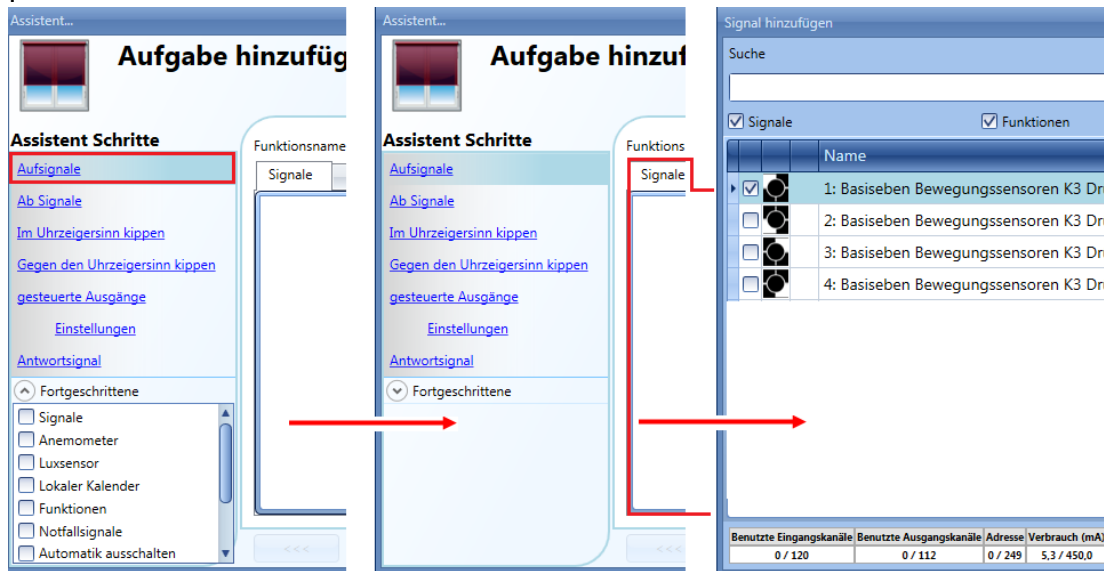 Assistent...
Aufgabe hinzufüg
Assistent Schritte
Aufsignale
Ab Signale
Im Uhrzeigersinn kippen
Gegen den Uhrzeigersinn kippen
gesteuerte Ausgänge
Einstellungen
Antwortsignal
Fortgeschrittene
Signale
Anemometer
Luxsensor
Lokaler Kalender
Funktionen
Notfallsignale
Automatik ausschalten
Funktionsname
Signale
<<<
Assistent...
Aufgabe hinzuf
Assistent Schritte
Aufsignale
Ab Signale
Im Uhrzeigersinn kippen
Gegen den Uhrzeigersinn kippen
gesteuerte Ausgänge
Einstellungen
Antwortsignal
Fortgeschrittene
Funktions
Signale
<<<
Signal hinzufügen
Suche
Signale Funktionen
Name
1: Basiseben Bewegungssensoren K3 Dr
2: Basiseben Bewegungssensoren K3 Dr
3: Basiseben Bewegungssensoren K3 Dr
4: Basiseben Bewegungssensoren K3 Dr
Benutzte Eingangskanäle Benutzte Ausgangskanäle Adresse Verbrauch (mA)
0 / 120 0 / 112 0 / 249 5,3 / 450,0